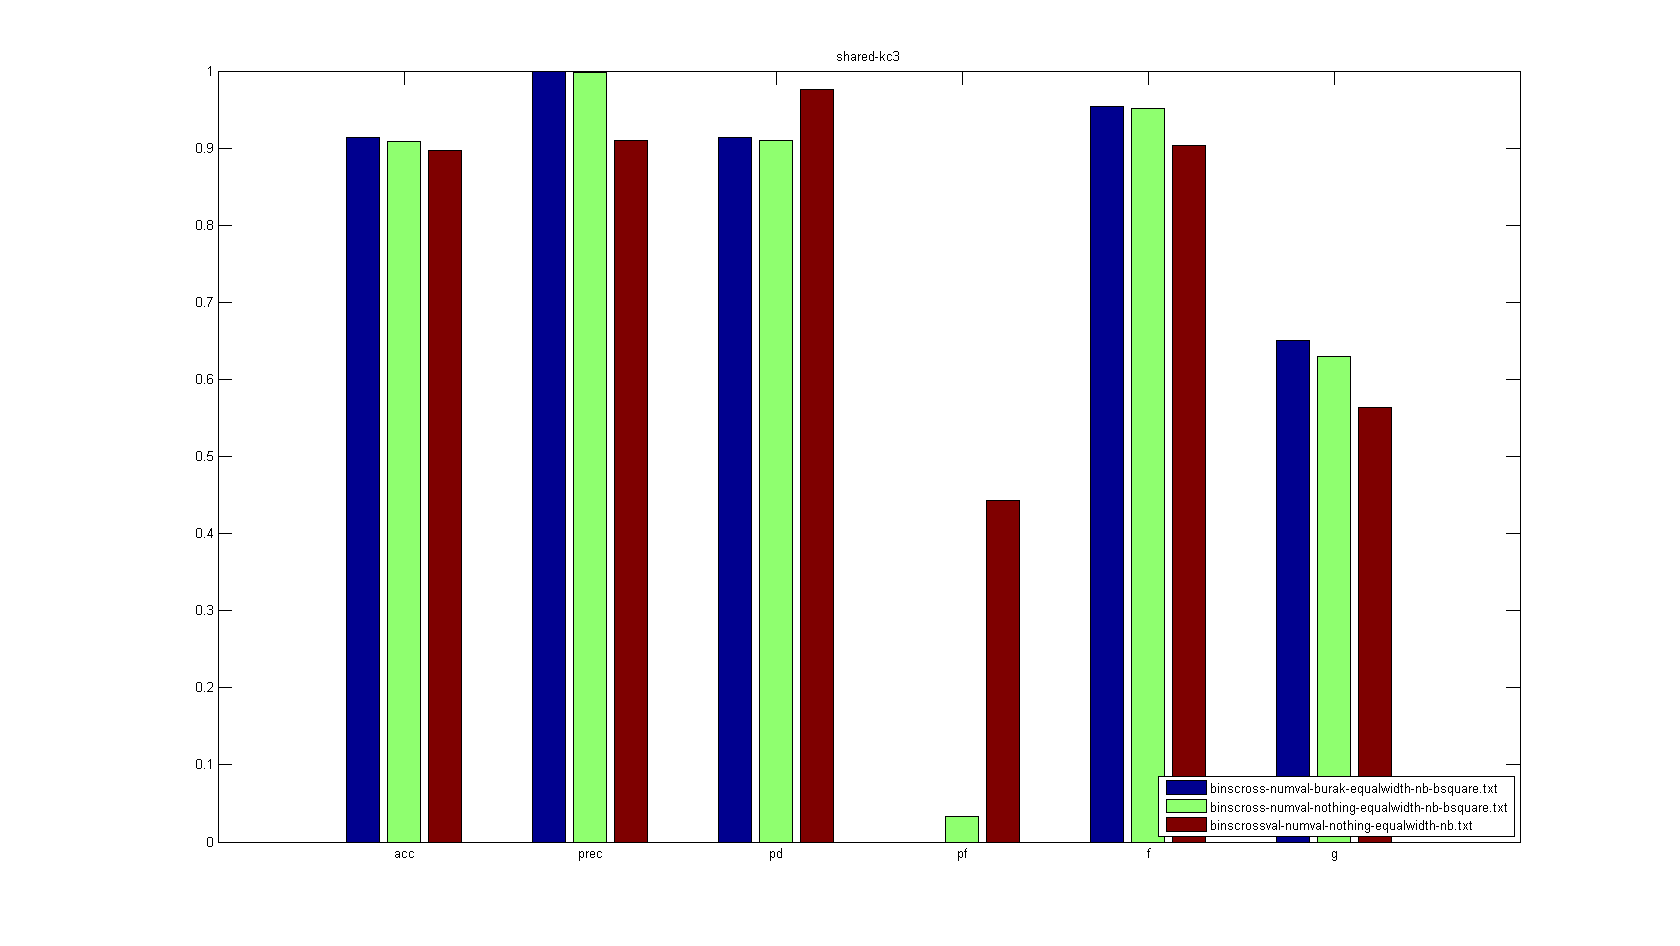 shared-kc3
1
0.9
0.8
0.7
0.6
0.5
0.4
0.3
0.2
0.1
0
acc prec pd pf f g
binscross-numval-burak-equalwidth-nb-bsquare.txt
binscross-numval-nothing-equalwidth-nb-bsquare.txt
binscrossval-numval-nothing-equalwidth-nb.txt